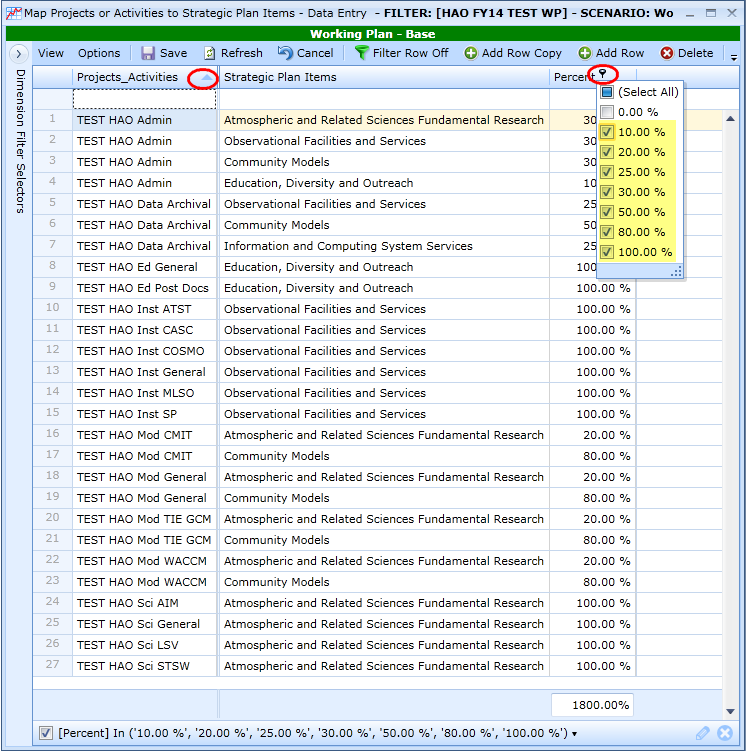 Map Projects or Activities to Strategic Plan Items - Data Entry - FILTER: [HAO FY14 TEST WP] - SCENARIO: Wo
Working Plan - Base
View Options Save Refresh Cancel Filter Row Off Add Row Copy Add Row Delete
Dimension Filter Selectors
Projects_Activities Strategic Plan Items Percent
(Select All)
0.00 %
10.00 %
20.00 %
25.00 %
30.00 %
50.00 %
80.00 %
100.00 %
1 TEST HAO Admin Atmospheric and Related Sciences Fundamental Research 30
2 TEST HAO Admin Observational Facilities and Services 30
3 TEST HAO Admin Community Models 30
4 TEST HAO Admin Education, Diversity and Outreach 10
5 TEST HAO Data Archival Observational Facilities and Services 25
6 TEST HAO Data Archival Community Models 50
7 TEST HAO Data Archival Information and Computing System Services 25
8 TEST HAO Ed General Education, Diversity and Outreach 100
9 TEST HAO Ed Post Docs Education, Diversity and Outreach 100.00 %
10 TEST HAO Inst ATST Observational Facilities and Services 100.00 %
11 TEST HAO Inst CASC Observational Facilities and Services 100.00 %
12 TEST HAO Inst COSMO Observational Facilities and Services 100.00 %
13 TEST HAO Inst General Observational Facilities and Services 100.00 %
14 TEST HAO Inst MLSO Observational Facilities and Services 100.00 %
15 TEST HAO Inst SP Observational Facilities and Services 100.00 %
16 TEST HAO Mod CMIT Atmospheric and Related Sciences Fundamental Research 20.00 %
17 TEST HAO Mod CMIT Community Models 80.00 %
18 TEST HAO Mod General Atmospheric and Related Sciences Fundamental Research 20.00 %
19 TEST HAO Mod General Community Models 80.00 %
20 TEST HAO Mod TIE GCM Atmospheric and Related Sciences Fundamental Research 20.00 %
21 TEST HAO Mod TIE GCM Community Models 80.00 %
22 TEST HAO Mod WACCM Atmospheric and Related Sciences Fundamental Research 20.00 %
23 TEST HAO Mod WACCM Community Models 80.00 %
24 TEST HAO Sci AIM Atmospheric and Related Sciences Fundamental Research 100.00 %
25 TEST HAO Sci General Atmospheric and Related Sciences Fundamental Research 100.00 %
26 TEST HAO Sci LSV Atmospheric and Related Sciences Fundamental Research 100.00 %
27 TEST HAO Sci STSW Atmospheric and Related Sciences Fundamental Research 100.00 %
1800.00%
[Percent] In ('10.00 %', '20.00 %', '25.00 %', '30.00 %', '50.00 %', '80.00 %', '100.00 %')